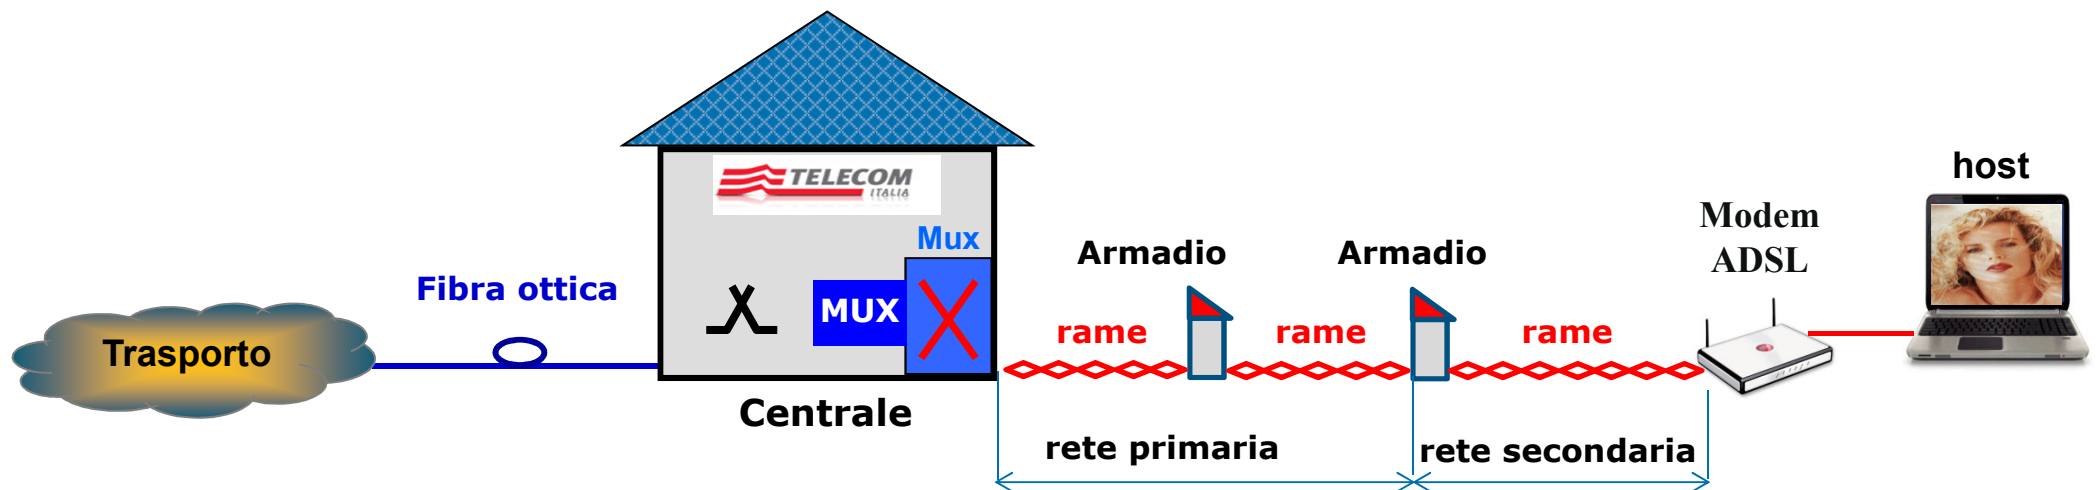 TELECOM
ITALIA
host
Modem
ADSL
Mux
Armadio
Armadio
Fibra ottica
MUX
rame
rame
rame
Trasporto
Centrale
rete primaria
rete secondaria